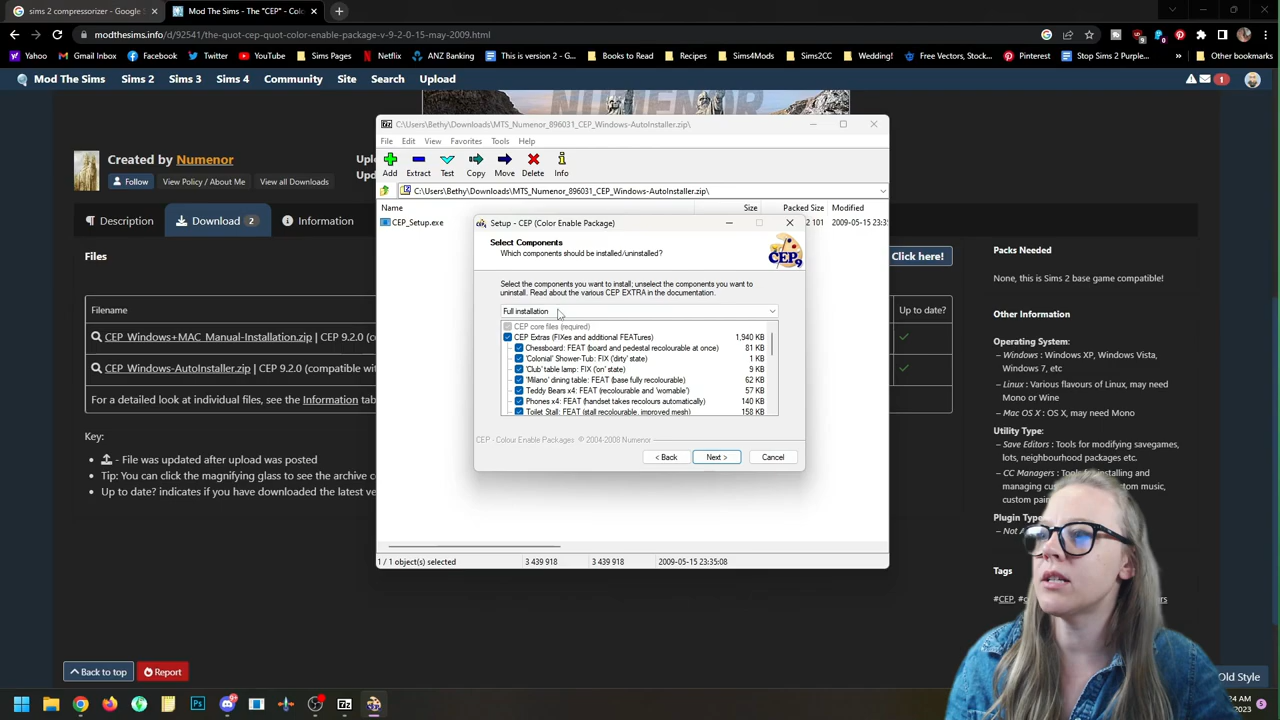 sims 2 compressorizer - Google S
Mod The Sims - The "CEP" - Colo
modthesims.info/d/92541/the-quot-cep-quot-color-enable-package-v-9-2-0-15-may-2009.html
Yahoo
Gmail Inbox
Facebook
Twitter
YouTube
Sims Pages
Netflix
ANZ Banking
"This is version 2 - G...
Books to Read
Recipes
Sims4Mods
Sims2CC
Wedding!
Free Vectors, Stock...
Pinterest
Stop Sims 2 Purple...
Other bookmarks
Mod The Sims
Sims 2
Sims 3
Sims 4
Community
Site
Search
Upload
1
NUMENOR
Created by Numenor
Follow
View Policy / About Me
View all Downloads
Description
Download 2
Information
Files
Filename
CEP_Windows+MAC_Manual-Installation.zip | CEP 9.2.0 (compatible
CEP_Windows-AutoInstaller.zip | CEP 9.2.0 (compatible wit
For a detailed list of available files, see the Information tab.
Key:
- File was updated after upload was posted
Tip: You can click the magnifying glass to see the archive c
Up to date? indicates if you have downloaded the latest ve
Back to top
Report
C:\Users\Bethy\Downloads\MTS_Numenor_896031_CEP_Windows-AutoInstaller.zip\
File
Edit
View
Favorites
Tools
Help
Add
Extract
Test
Copy
Move
Delete
Info
C:\Users\Bethy\Downloads\MTS_Numenor_896031_CEP_Windows-AutoInstaller.zip\
Name
Size
Packed Size
Modified
CEP_Setup.exe
2 101
2009-05-15 23:35
Setup - CEP (Color Enable Package)
Select Components
Which components should be installed/uninstalled?
CEP9
Select the components you want to install; unselect the components you want to
uninstall. Read about the various CEP EXTRA in the documentation.
Full installation
CEP core files (required)
CEP Extras (FIXes and additional FEATures) 1,940 KB
Chessboard: FEAT (board and pedestal recolourable at once) 81 KB
'Colonial' Shower-Tub: FIX ('dirty' state) 1 KB
'Club' table lamp: FIX ('on' state) 9 KB
'Milano' dining table: FEAT (base fully recolourable) 62 KB
Teddy Bears x4: FEAT (recolourable and 'wornable') 57 KB
Phones x4: FEAT (handset takes recolours automatically) 140 KB
Toilet Stall: FEAT (stall recolourable, improved mesh) 158 KB
CEP - Colour Enable Packages © 2004-2008 Numenor
< Back
Next >
Cancel
1 / 1 object(s) selected
3 439 918
3 439 918
2009-05-15 23:35:08
Click here!
Up to date?
Packs Needed
None, this is Sims 2 base game compatible!
Other Information
Operating System:
- Windows : Windows XP, Windows Vista,
Windows 7, etc
- Linux : Various flavours of Linux, may need
Mono or Wine
- Mac OS X : OS X, may need Mono
Utility Type:
- Save Editors : Tools for modifying savegames,
lots, neighbourhood packages etc.
- CC Managers : Tools for installing and
managing cus
custom pain
Plugin Type
- Not A
Tags
#CEP, #c
Old Style